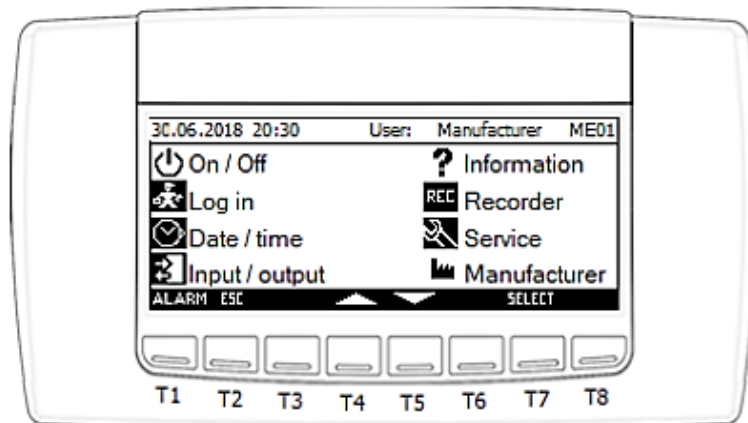 30.06.2018 20:30 User: Manufacturer ME01
On / Off ? Information
Log in REC Recorder
Date / time Service
Input / output Manufacturer
ALARM ESC SELECT
T1 T2 T3 T4 T5 T6 T7 T8